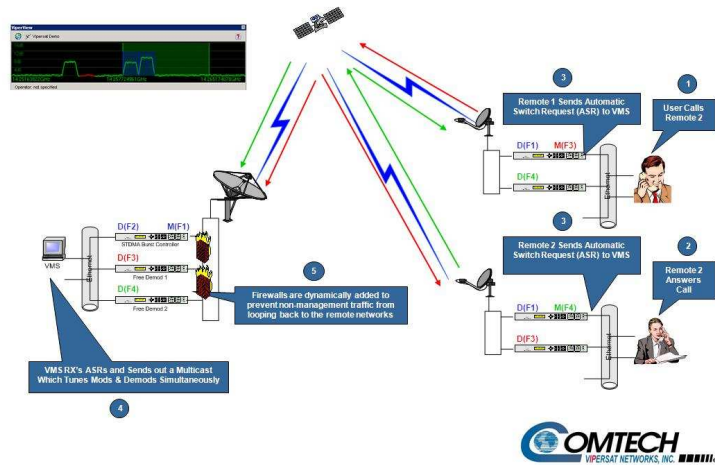 ViperView
Vipersat Demo
Operator: not specified
3
Remote 1 Sends Automatic
Switch Request (ASR) to VMS
1
User Calls
Remote 2
D(F1) M(F3)
D(F4)
Ethernet
3
Remote 2 Sends Automatic
Switch Request (ASR) to VMS
2
Remote 2
Answers
Call
D(F1) M(F4)
D(F3)
Ethernet
D(F2) M(F1)
STDMA Burst Controller
D(F3)
Free Demod 1
D(F4)
Free Demod 2
VMS
Ethernet
5
Firewalls are dynamically added to
prevent non-management traffic from
looping back to the remote networks
VMS RX's ASRs and Sends out a Multicast
Which Tunes Mods & Demods Simultaneously
4
COMTECH
VIPERSAT NETWORKS, INC.